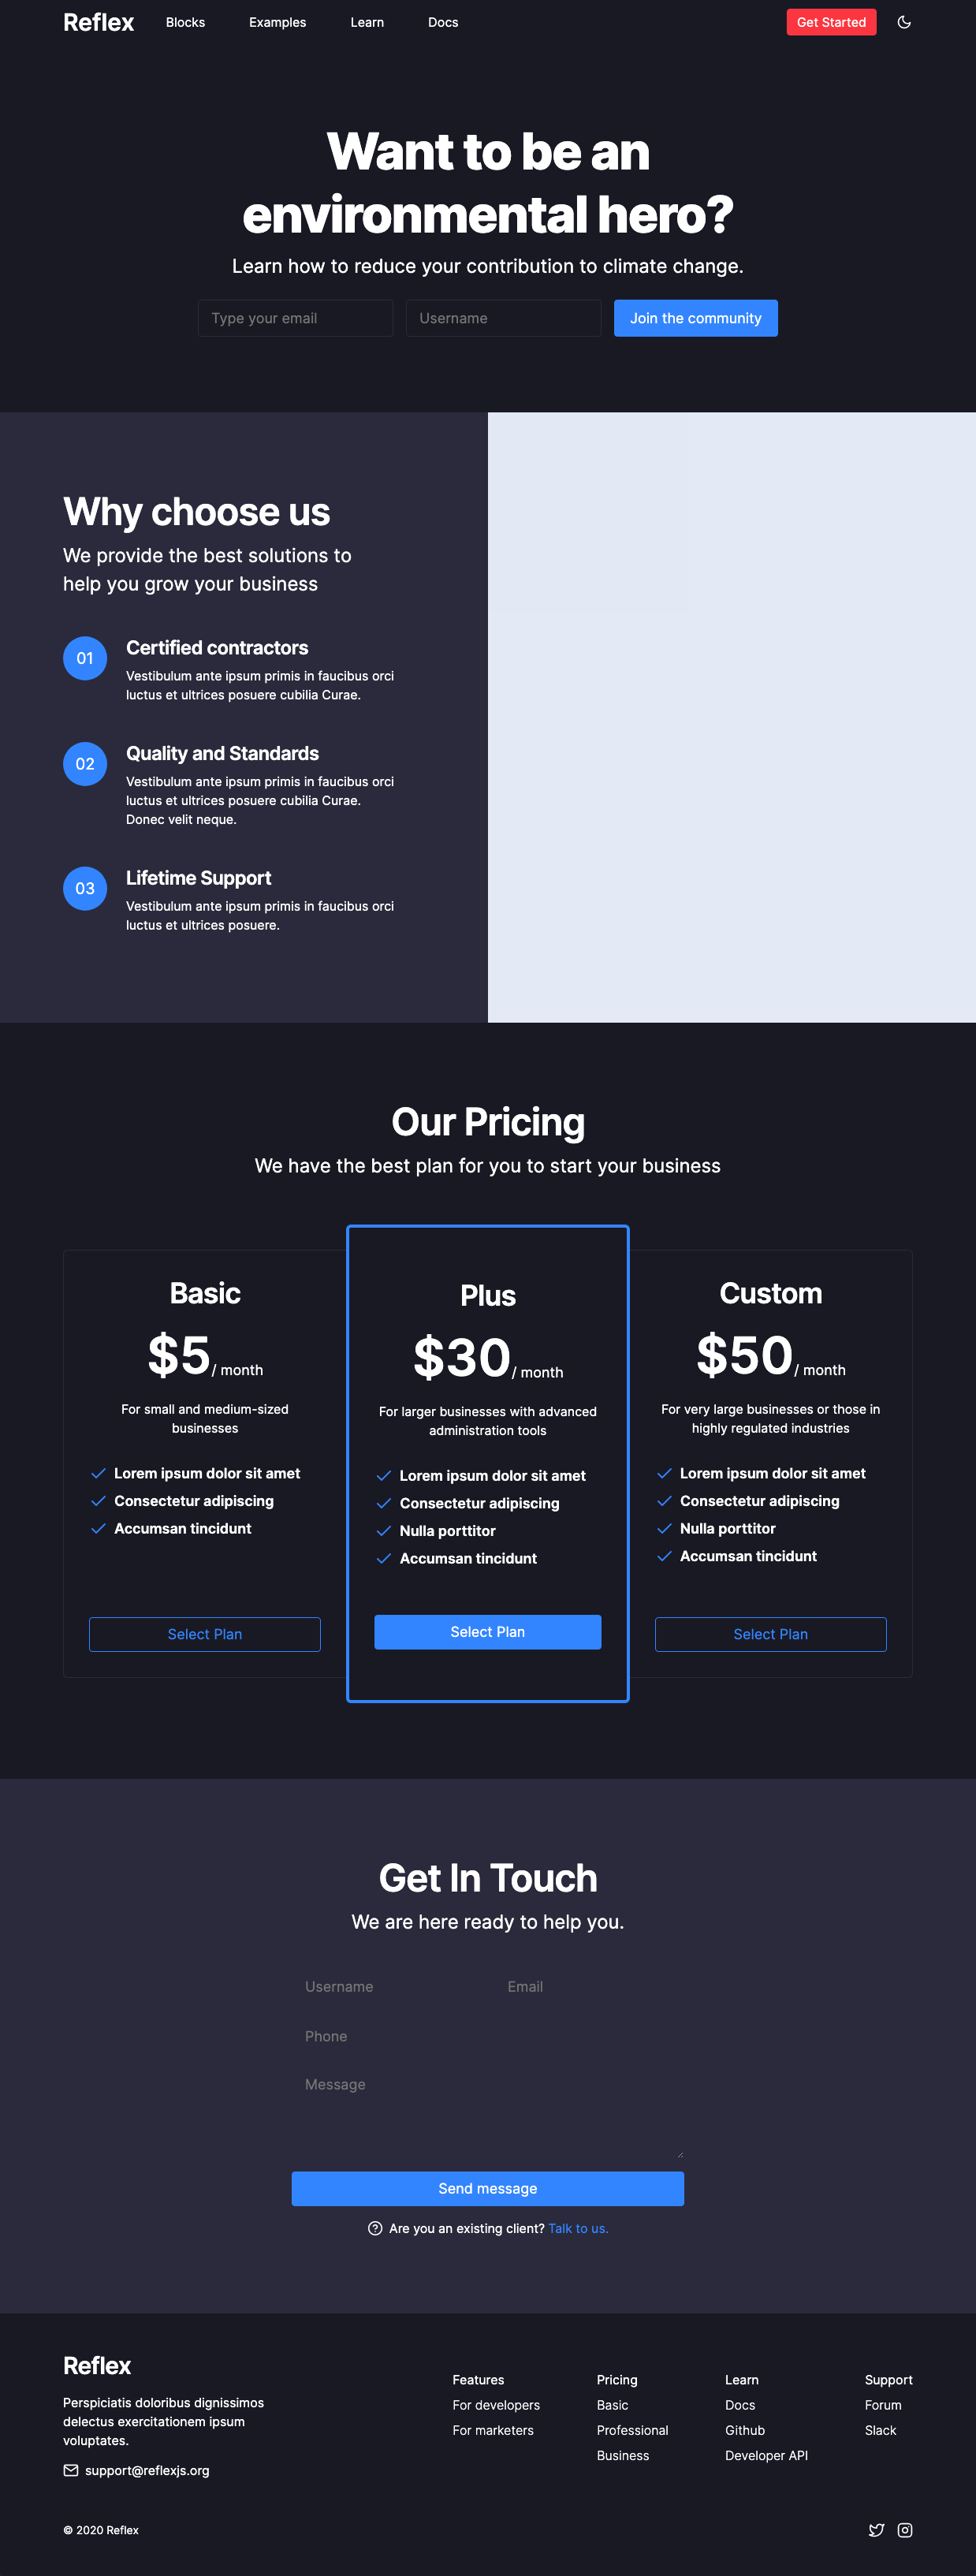 Reflex
Blocks
Examples
Learn
Docs
Get Started
Want to be an
environmental hero?
Learn how to reduce your contribution to climate change.
Type your email
Username
Join the community
Why choose us
We provide the best solutions to
help you grow your business
01
Certified contractors
Vestibulum ante ipsum primis in faucibus orci
luctus et ultrices posuere cubilia Curae.
02
Quality and Standards
Vestibulum ante ipsum primis in faucibus orci
luctus et ultrices posuere cubilia Curae.
Donec velit neque.
03
Lifetime Support
Vestibulum ante ipsum primis in faucibus orci
luctus et ultrices posuere.
Our Pricing
We have the best plan for you to start your business
Basic
$5/ month
For small and medium-sized
businesses
Lorem ipsum dolor sit amet
Consectetur adipiscing
Accumsan tincidunt
Select Plan
Plus
$30/ month
For larger businesses with advanced
administration tools
Lorem ipsum dolor sit amet
Consectetur adipiscing
Nulla porttitor
Accumsan tincidunt
Select Plan
Custom
$50/ month
For very large businesses or those in
highly regulated industries
Lorem ipsum dolor sit amet
Consectetur adipiscing
Nulla porttitor
Accumsan tincidunt
Select Plan
Get In Touch
We are here ready to help you.
Username
Email
Phone
Message
Send message
Are you an existing client? Talk to us.
Reflex
Perspiciatis doloribus dignissimos
delectus exercitationem ipsum
voluptates.
support@reflexjs.org
Features
For developers
For marketers
Pricing
Basic
Professional
Business
Learn
Docs
Github
Developer API
Support
Forum
Slack
© 2020 Reflex